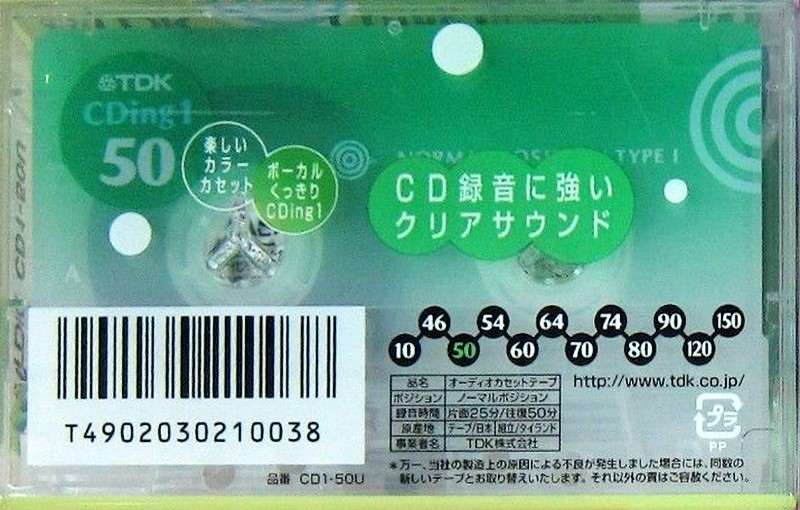 TDK
CDing1
50
楽しい
カラー
カセット
ボーカル
くっきり
CDing1
TYPE I
CD録音に強い
クリアサウンド
A
10 46 50 54 60 64 70 74 80 90 120 150
T4902030210038
品番 CD1-50U
品名 オーディオカセットテープ
ポジション ノーマルポジション
録音時間 片面25分/往復50分
原産地 テープ/日本 組立/タイランド
事業者名 TDK株式会社
http://www.tdk.co.jp/
プラ
PP
*万一、当社の製造上の原因による不良が発生しました場合には、同数の
新しいテープとお取り替えいたします。それ以外の責はご容赦ください。